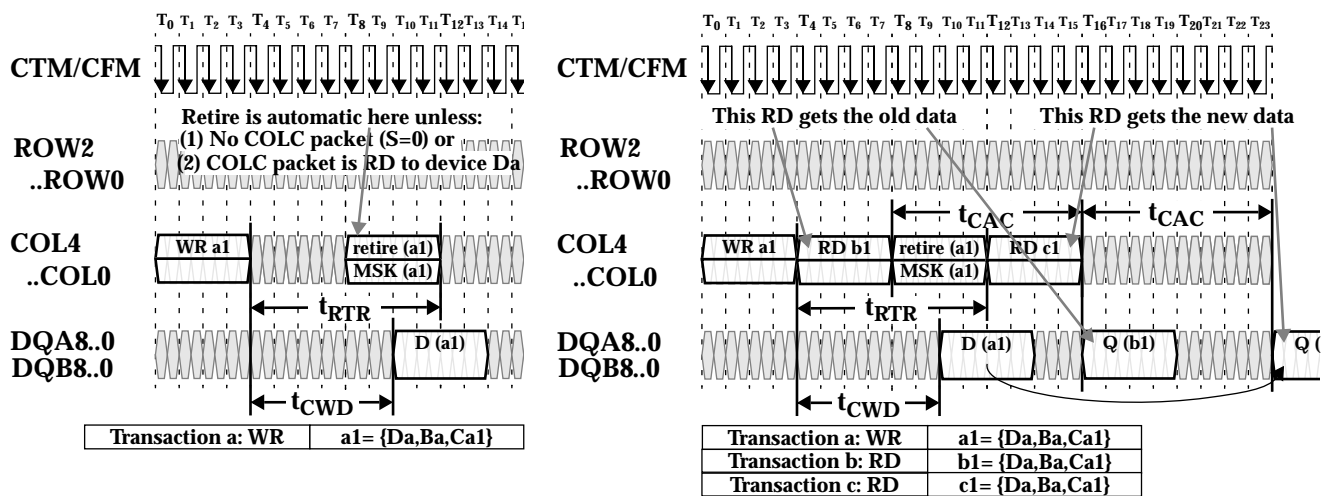 T0 T1 T2 T3 T4 T5 T6 T7 T8 T9 T10 T11 T12 T13 T14 T1
CTM/CFM
Retire is automatic here unless:
(1) No COLC packet (S=0) or
(2) COLC packet is RD to device Da
ROW2
..ROW0
COL4
..COL0
WR a1
retire (a1)
MSK (a1)
tRTR
DQA8..0
DQB8..0
D (a1)
tCWD
Transaction a: WR a1= {Da,Ba,Ca1}
T0 T1 T2 T3 T4 T5 T6 T7 T8 T9 T10 T11 T12 T13 T14 T15 T16 T17 T18 T19 T20 T21 T22 T23
CTM/CFM
This RD gets the old data
This RD gets the new data
ROW2
..ROW0
tCAC
tCAC
COL4
..COL0
WR a1
RD b1
retire (a1)
MSK (a1)
RD c1
tRTR
DQA8..0
DQB8..0
D (a1)
Q (b1)
Q (
tCWD
Transaction a: WR a1= {Da,Ba,Ca1}
Transaction b: RD b1= {Da,Ba,Ca1}
Transaction c: RD c1= {Da,Ba,Ca1}